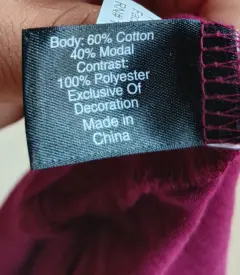 Body: 60% Cotton
40% Modal
Contrast:
100% Polyester
Exclusive Of
Decoration
Made in
China